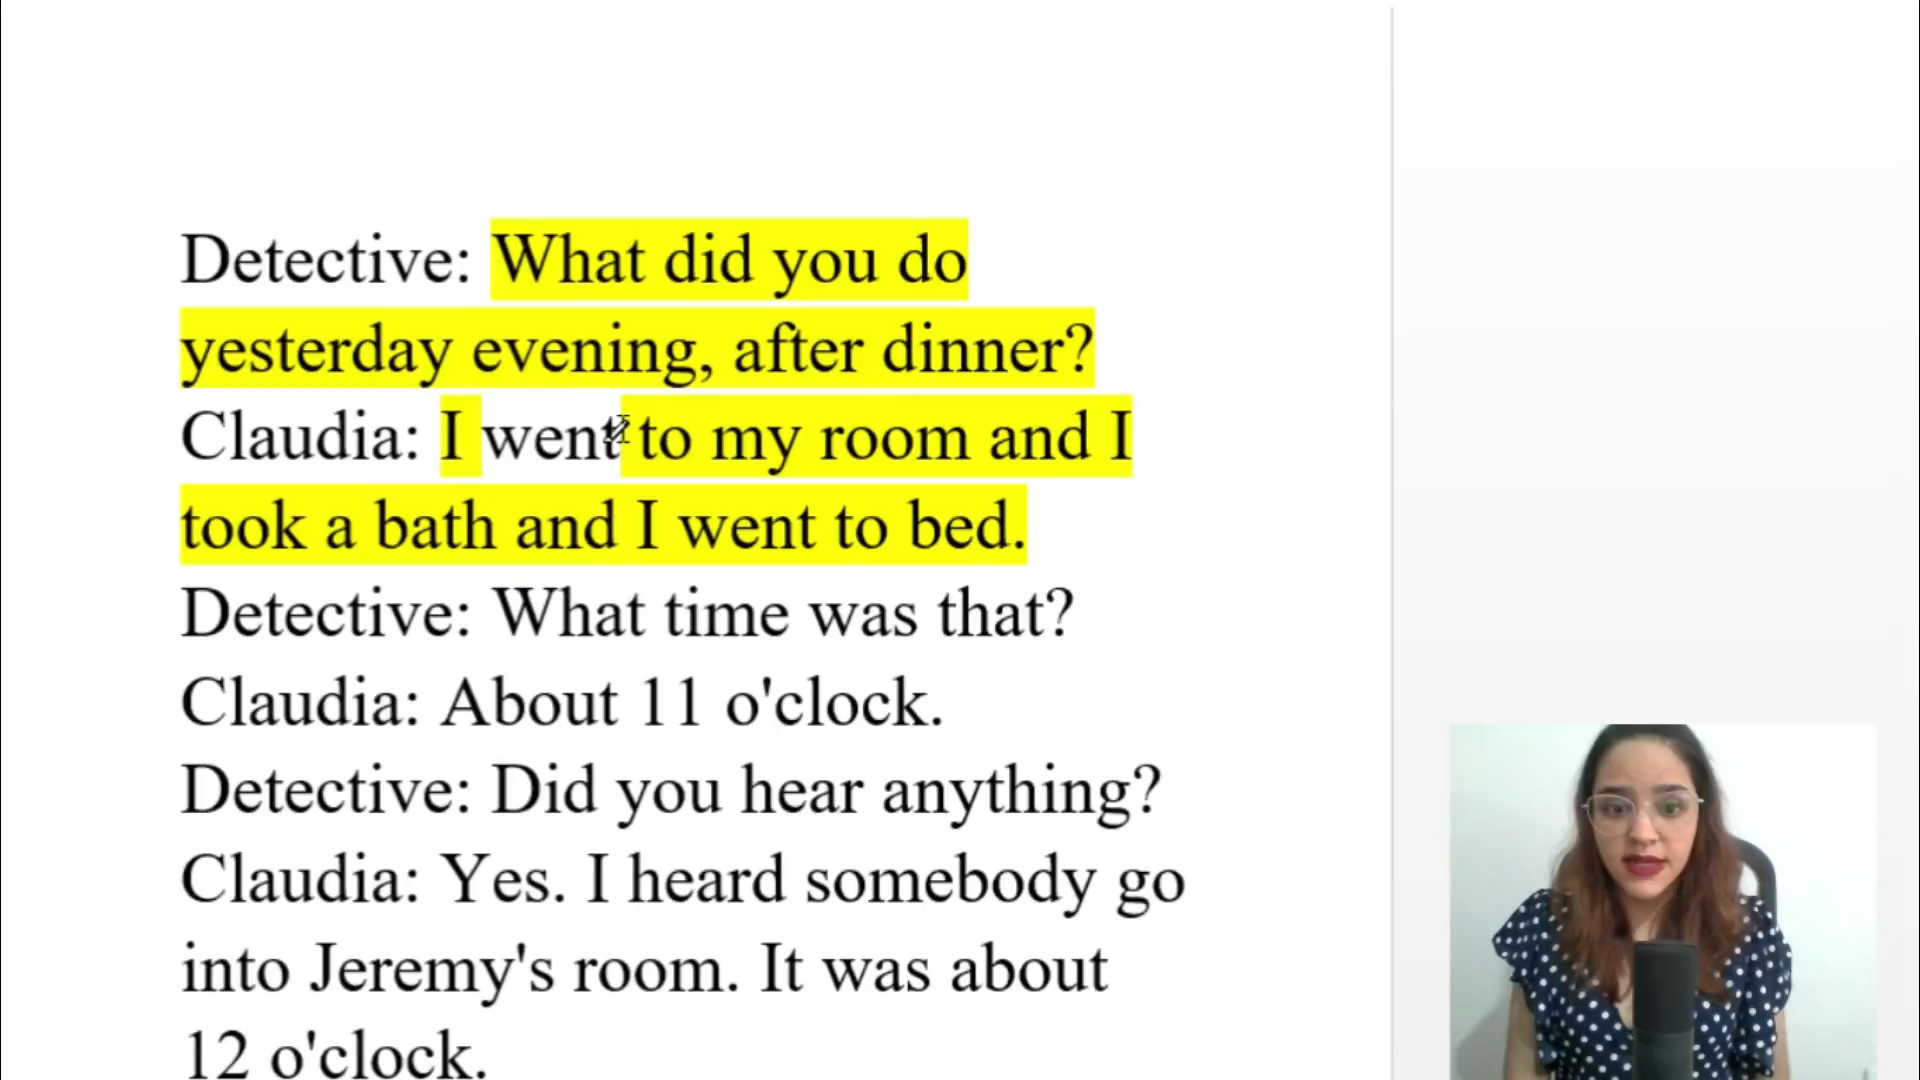 Detective: What did you do
yesterday evening, after dinner?
Claudia: I went to my room and I
took a bath and I went to bed.
Detective: What time was that?
Claudia: About 11 o'clock.
Detective: Did you hear anything?
Claudia: Yes. I heard somebody go
into Jeremy's room. It was about
12 o'clock.